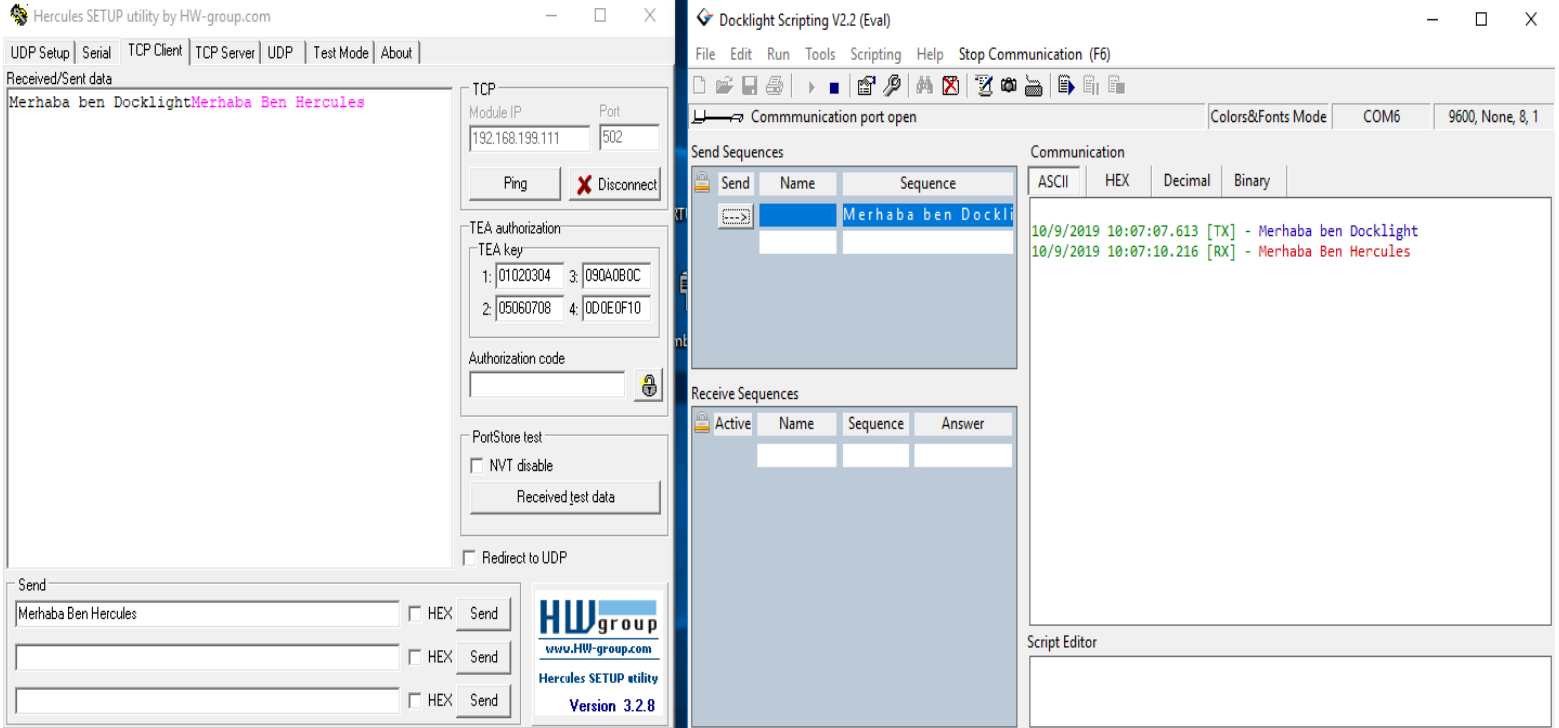 Hercules SETUP utility by HW-group.com
UDP Setup Serial TCP Client TCP Server UDP Test Mode About
Received/Sent data
Merhaba ben DocklightMerhaba Ben Hercules
TCP
Module IP Port
192.168.199.111 502
Ping Disconnect
TEA authorization
TEA key
1: 01020304 3: 090A0B0C
2: 05060708 4: 0D0E0F10
Authorization code
PortStore test
NVT disable
Received test data
Redirect to UDP
Send
Merhaba Ben Hercules HEX Send
HEX Send
HEX Send
HW group
www.HW-group.com
Hercules SETUP utility
Version 3.2.8
Docklight Scripting V2.2 (Eval)
File Edit Run Tools Scripting Help Stop Communication (F6)
Commmunication port open Colors&Fonts Mode COM6 9600, None, 8, 1
Send Sequences
Send Name Sequence
---> Merhaba ben Dockli
Receive Sequences
Active Name Sequence Answer
Communication
ASCII HEX Decimal Binary
10/9/2019 10:07:07.613 [TX] - Merhaba ben Docklight
10/9/2019 10:07:10.216 [RX] - Merhaba Ben Hercules
Script Editor